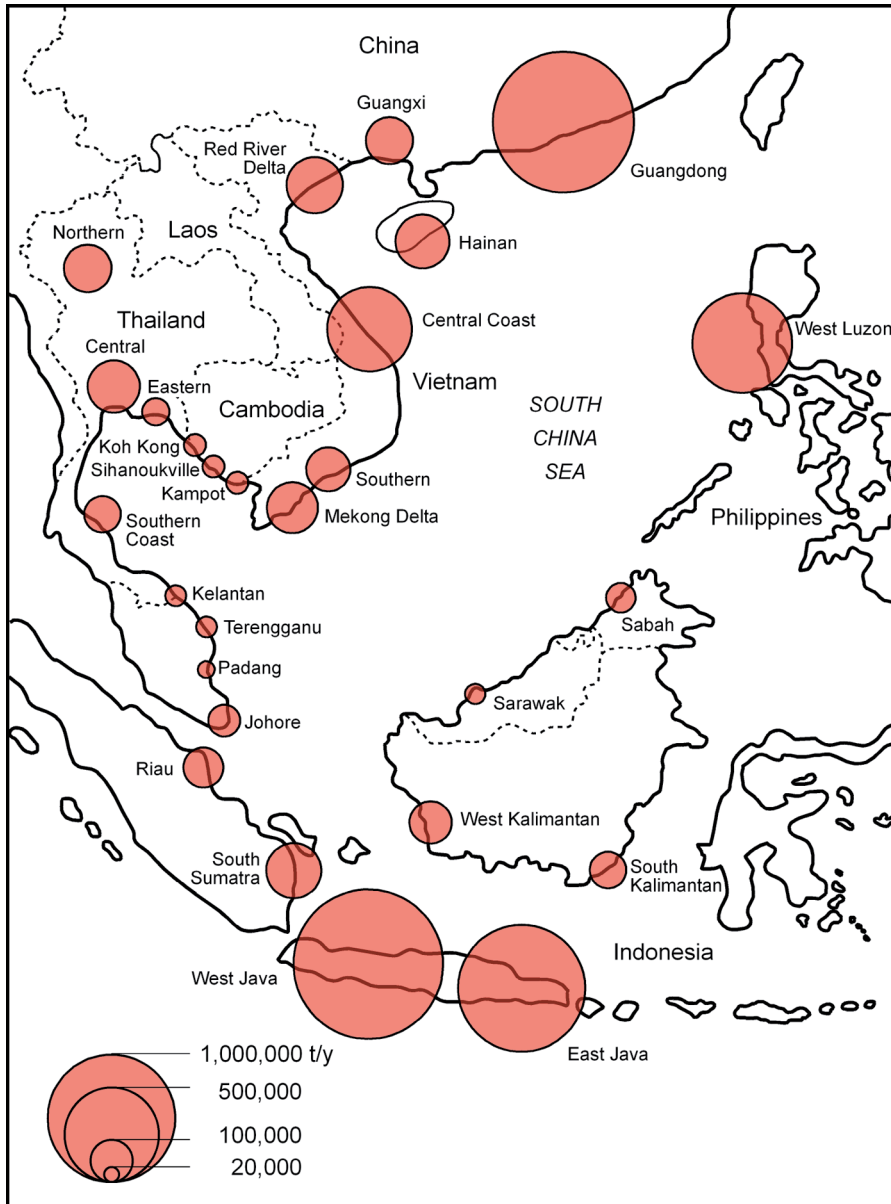 China
Guangxi
Red River
Delta
Guangdong
Laos
Northern
Hainan
Thailand
Central Coast
West Luzon
Central
Vietnam
Eastern
Cambodia
SOUTH
CHINA
SEA
Koh Kong
Sihanoukville
Kampot
Southern
Mekong Delta
Philippines
Southern
Coast
Kelantan
Terengganu
Sabah
Padang
Sarawak
Johore
Riau
West Kalimantan
South
Sumatra
South
Kalimantan
Indonesia
West Java
East Java
1,000,000 t/y
500,000
100,000
20,000